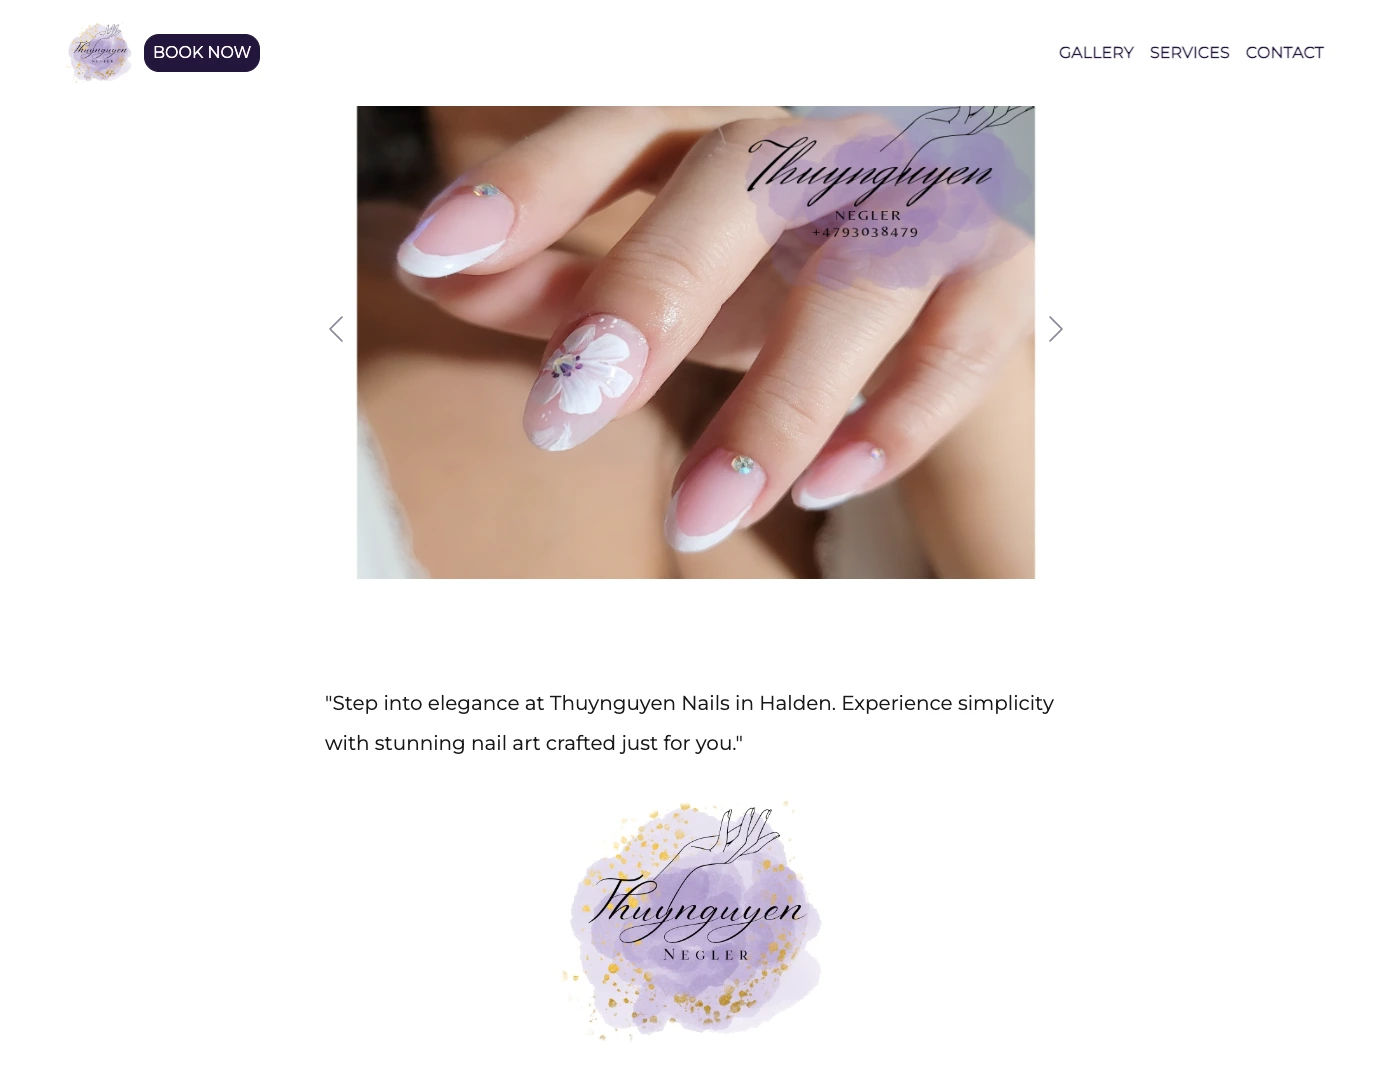 Thuynguyen
NEGLER
BOOK NOW
GALLERY
SERVICES
CONTACT
Thuynguyen
NEGLER
+4793038479
"Step into elegance at Thuynguyen Nails in Halden. Experience simplicity
with stunning nail art crafted just for you."
Thuynguyen
NEGLER